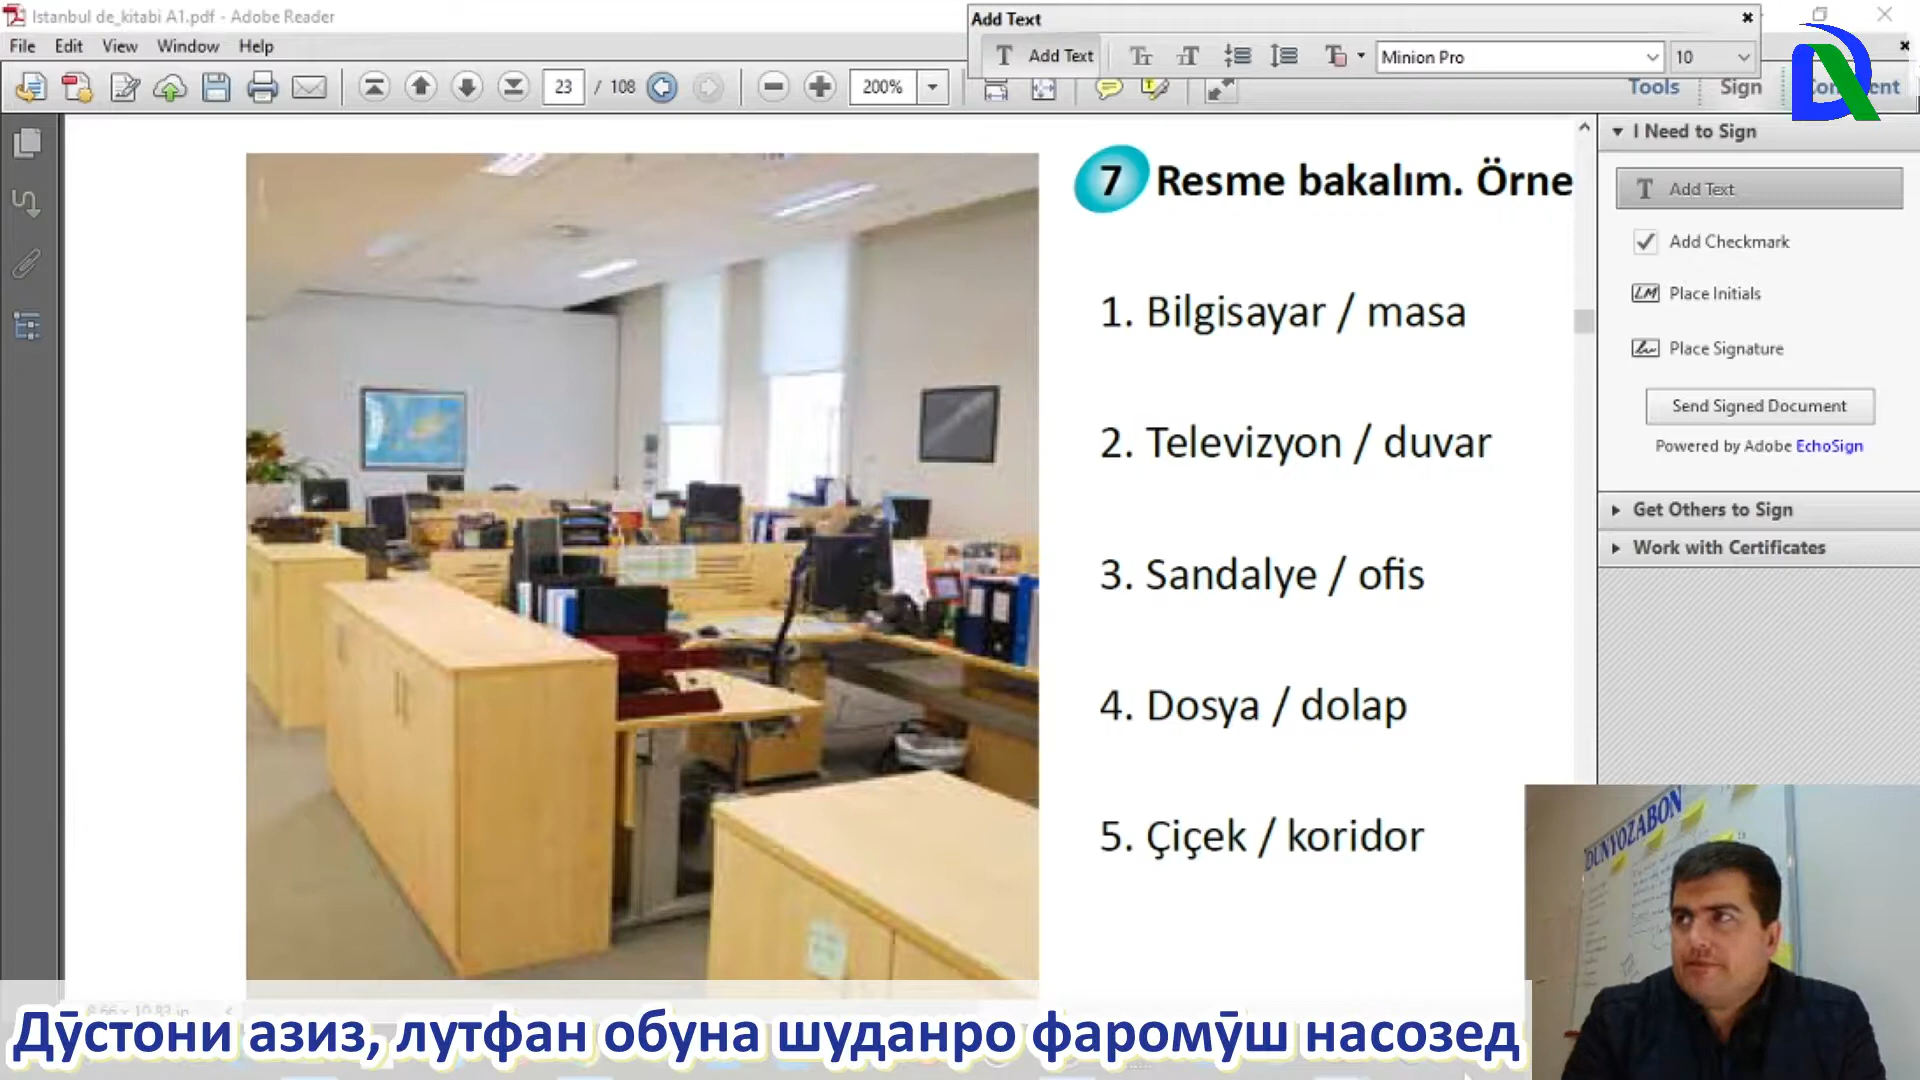 Istanbul de_kitabi A1.pdf - Adobe Reader
File Edit View Window Help
Add Text
Add Text
Minion Pro
10
23 / 108
200%
Tools
Sign
I Need to Sign
Add Text
Add Checkmark
Place Initials
Place Signature
Send Signed Document
Powered by Adobe EchoSign
Get Others to Sign
Work with Certificates
7 Resme bakalım. Örne
1. Bilgisayar / masa
2. Televizyon / duvar
3. Sandalye / ofis
4. Dosya / dolap
5. Çiçek / koridor
DUNYOZABON
Дӯстони азиз, лутфан обуна шуданро фаромӯш насозед